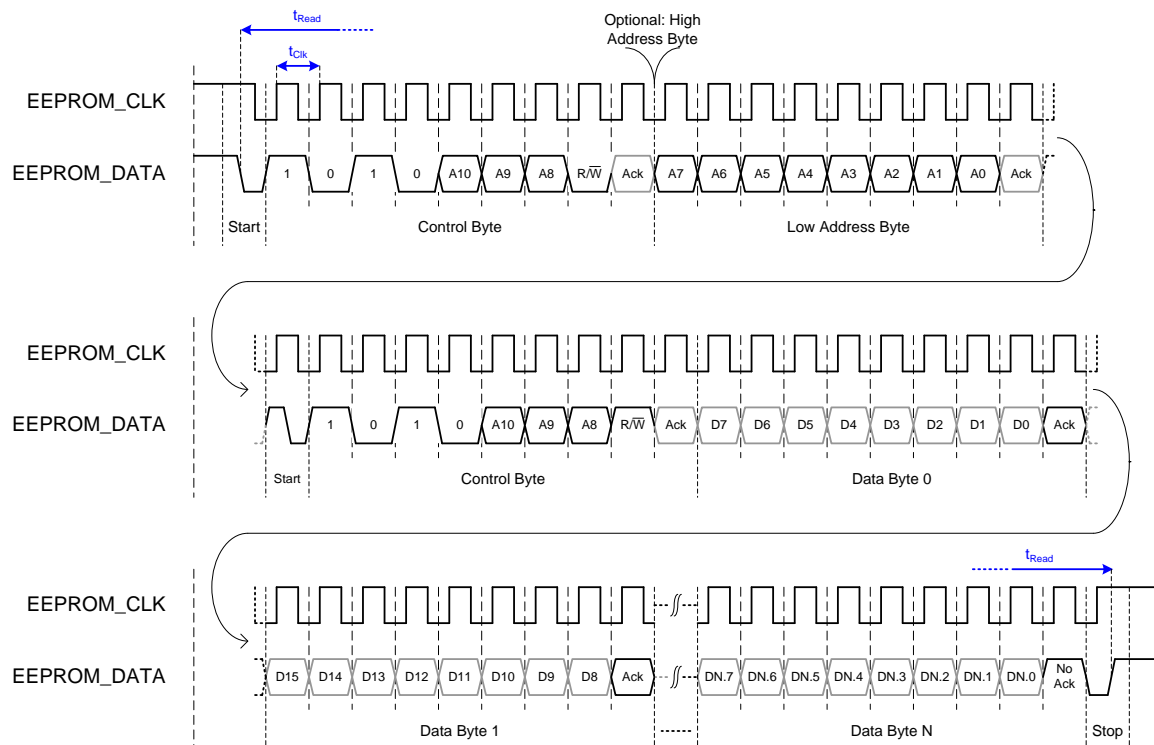 t_Read
Optional: High
Address Byte
t_Clk
EEPROM_CLK
EEPROM_DATA 1 0 1 0 A10 A9 A8 R/W̅ Ack A7 A6 A5 A4 A3 A2 A1 A0 Ack
Start Control Byte Low Address Byte
EEPROM_CLK
EEPROM_DATA 1 0 1 0 A10 A9 A8 R/W̅ Ack D7 D6 D5 D4 D3 D2 D1 D0 Ack
Start Control Byte Data Byte 0
t_Read
EEPROM_CLK
EEPROM_DATA D15 D14 D13 D12 D11 D10 D9 D8 Ack DN.7 DN.6 DN.5 DN.4 DN.3 DN.2 DN.1 DN.0 No Ack
Data Byte 1 Data Byte N Stop